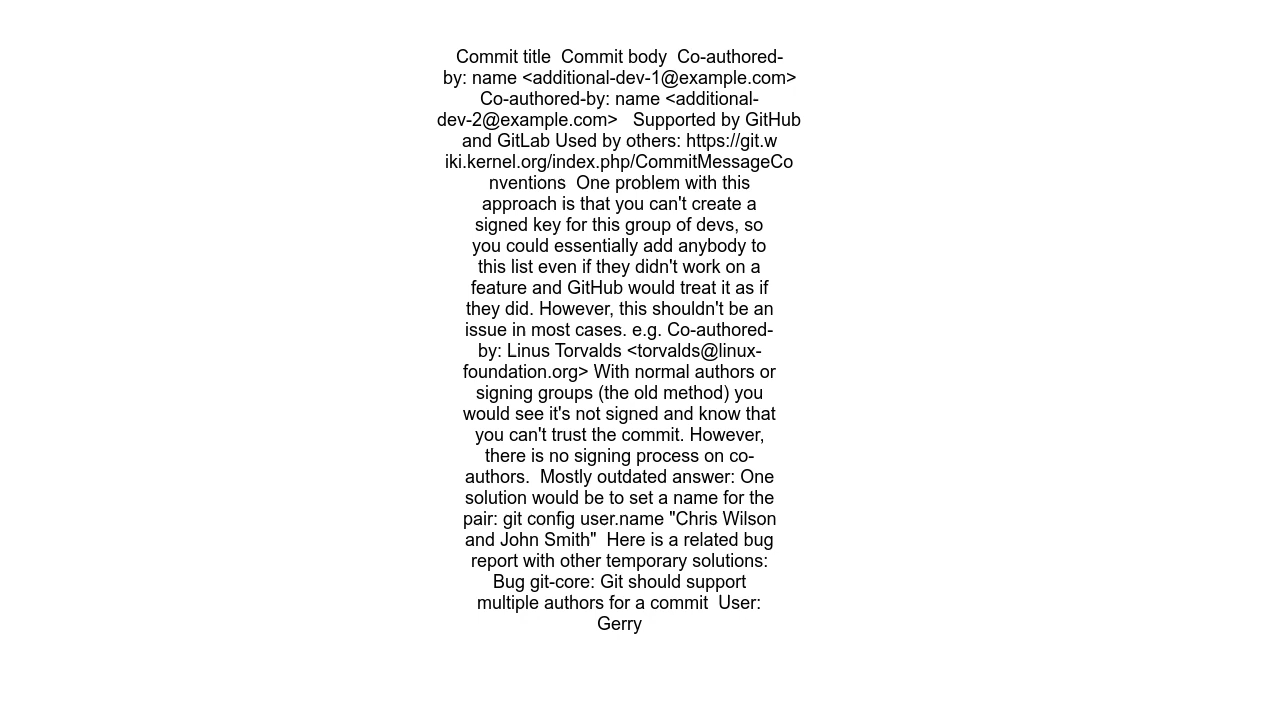 Commit title  Commit body  Co-authored-
by: name <additional-dev-1@example.com>
Co-authored-by: name <additional-
dev-2@example.com>   Supported by GitHub
and GitLab Used by others: https://git.w
iki.kernel.org/index.php/CommitMessageCo
nventions  One problem with this
approach is that you can't create a
signed key for this group of devs, so
you could essentially add anybody to
this list even if they didn't work on a
feature and GitHub would treat it as if
they did. However, this shouldn't be an
issue in most cases. e.g. Co-authored-
by: Linus Torvalds <torvalds@linux-
foundation.org> With normal authors or
signing groups (the old method) you
would see it's not signed and know that
you can't trust the commit. However,
there is no signing process on co-
authors.  Mostly outdated answer: One
solution would be to set a name for the
pair: git config user.name "Chris Wilson
and John Smith"  Here is a related bug
report with other temporary solutions:
Bug git-core: Git should support
multiple authors for a commit  User:
Gerry